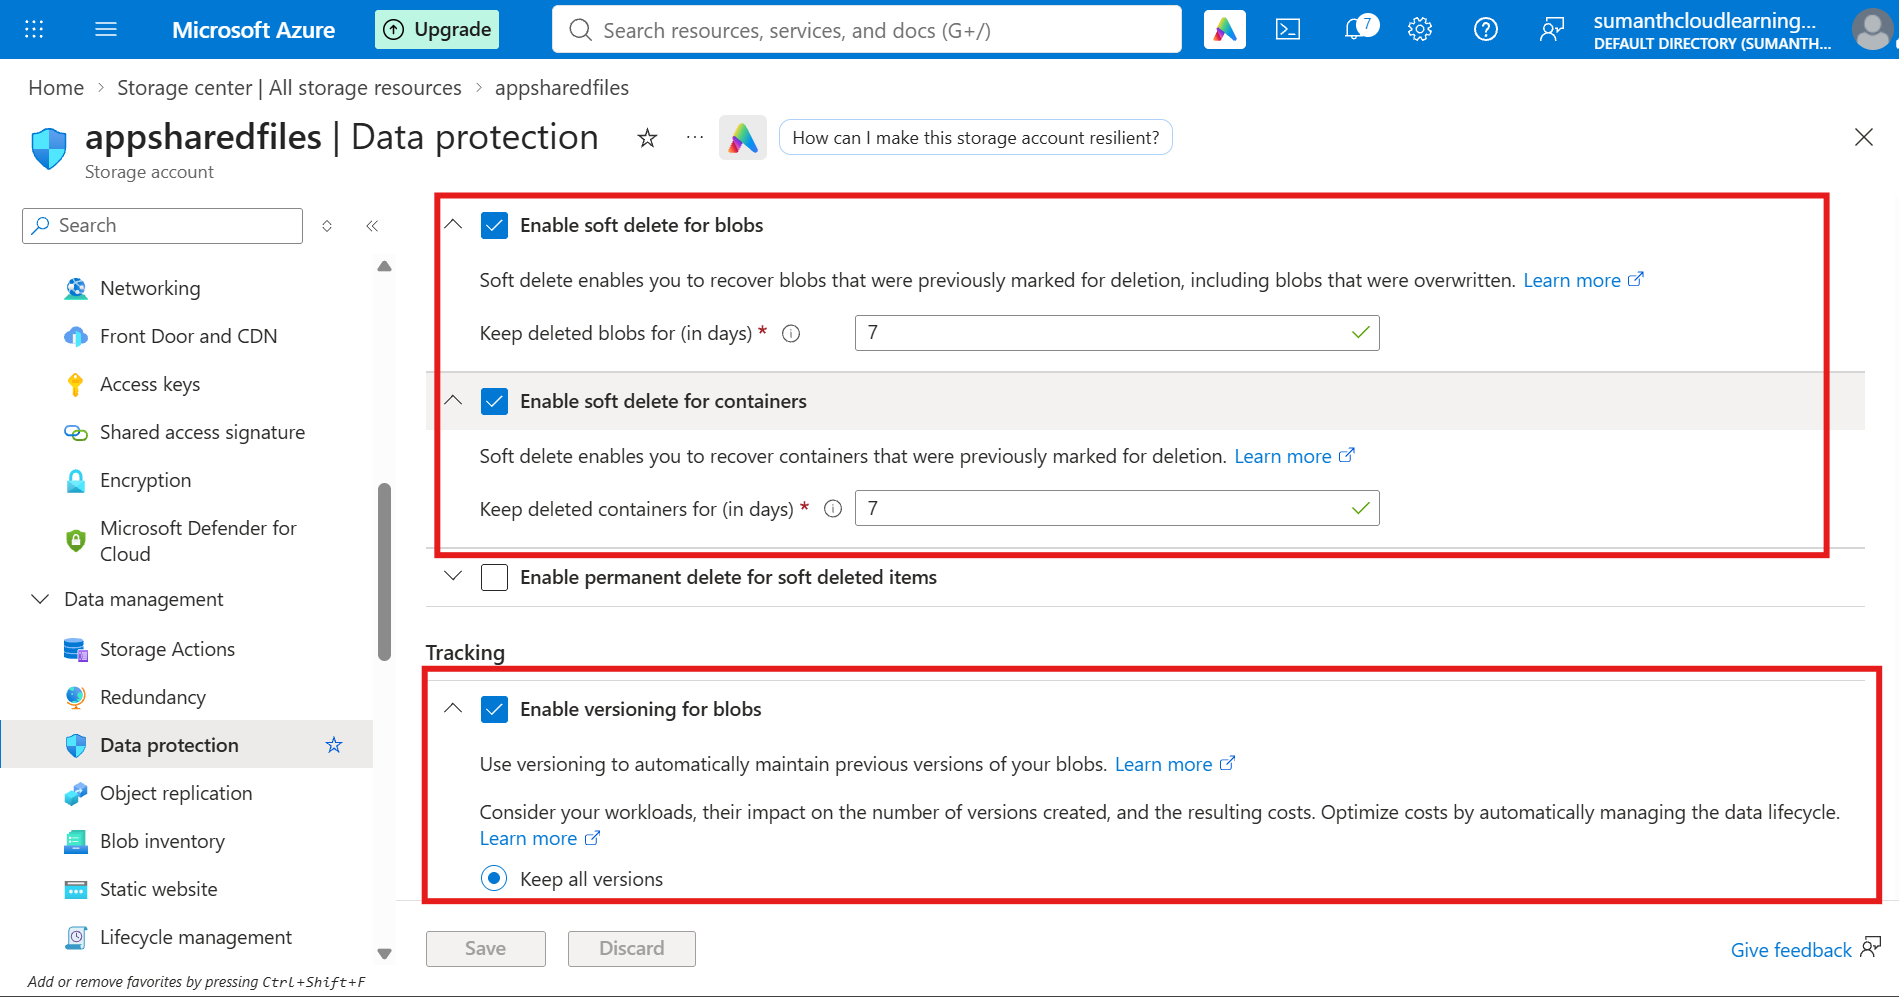 Microsoft Azure
Upgrade
Search resources, services, and docs (G+/)
7
sumanthcloudlearning...
DEFAULT DIRECTORY (SUMANTH...
Home > Storage center | All storage resources > appsharedfiles
appsharedfiles | Data protection
How can I make this storage account resilient?
Storage account
Search
Networking
Front Door and CDN
Access keys
Shared access signature
Encryption
Microsoft Defender for
Cloud
Data management
Storage Actions
Redundancy
Data protection
Object replication
Blob inventory
Static website
Lifecycle management
Add or remove favorites by pressing Ctrl+Shift+F
Enable soft delete for blobs
Soft delete enables you to recover blobs that were previously marked for deletion, including blobs that were overwritten. Learn more
Keep deleted blobs for (in days) * 7
Enable soft delete for containers
Soft delete enables you to recover containers that were previously marked for deletion. Learn more
Keep deleted containers for (in days) * 7
Enable permanent delete for soft deleted items
Tracking
Enable versioning for blobs
Use versioning to automatically maintain previous versions of your blobs. Learn more
Consider your workloads, their impact on the number of versions created, and the resulting costs. Optimize costs by automatically managing the data lifecycle.
Learn more
Keep all versions
Save
Discard
Give feedback